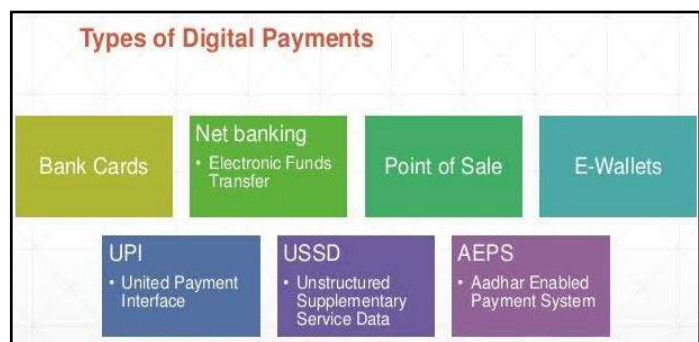 Types of Digital Payments
Bank Cards
Net banking
• Electronic Funds
Transfer
Point of Sale
E-Wallets
UPI
• United Payment
Interface
USSD
• Unstructured
Supplementary
Service Data
AEPS
• Aadhar Enabled
Payment System